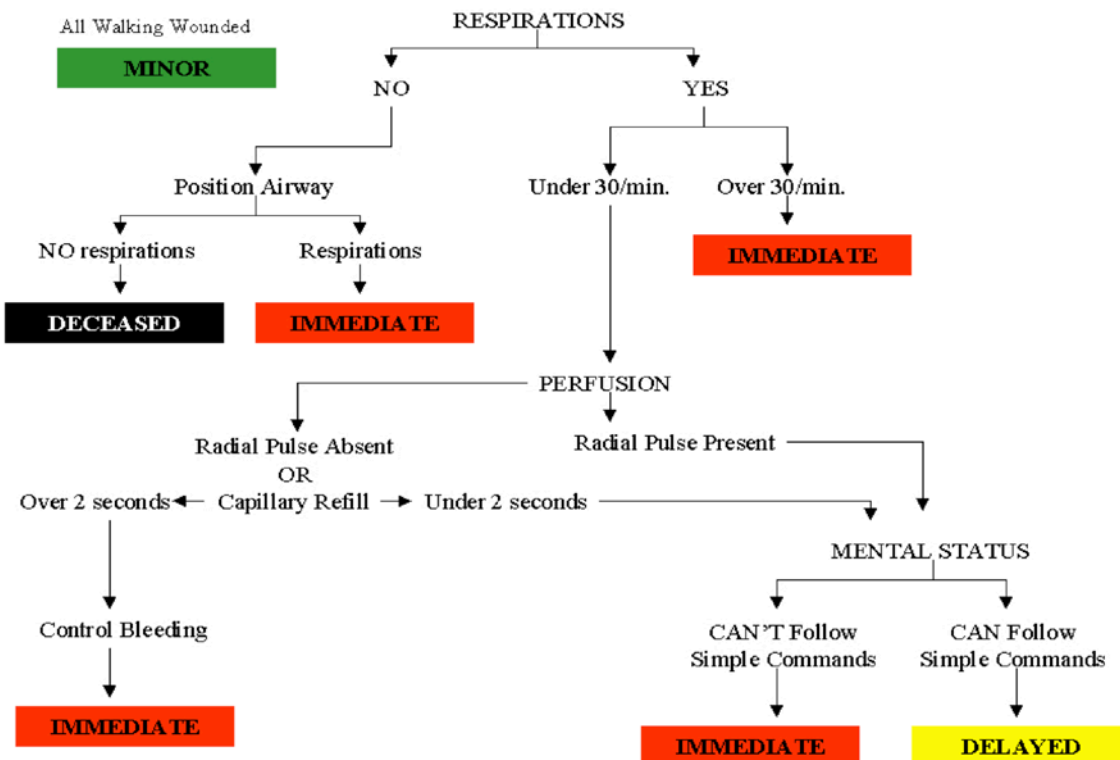 All Walking Wounded
MINOR
RESPIRATIONS
NO
YES
Position Airway
Under 30/min.
Over 30/min.
NO respirations
Respirations
IMMEDIATE
DECEASED
IMMEDIATE
PERFUSION
Radial Pulse Absent
Radial Pulse Present
OR
Over 2 seconds
Capillary Refill
Under 2 seconds
MENTAL STATUS
Control Bleeding
CAN'T Follow
Simple Commands
CAN Follow
Simple Commands
IMMEDIATE
IMMEDIATE
DELAYED